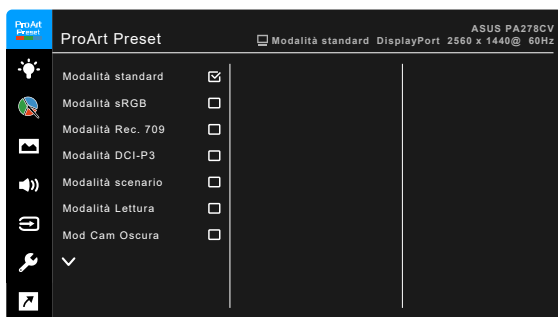 ProArt
Preset
ProArt Preset
ASUS PA278CV
Modalità standard DisplayPort 2560 x 1440@ 60Hz
Modalità standard
Modalità sRGB
Modalità Rec. 709
Modalità DCI-P3
Modalità scenario
Modalità Lettura
Mod Cam Oscura